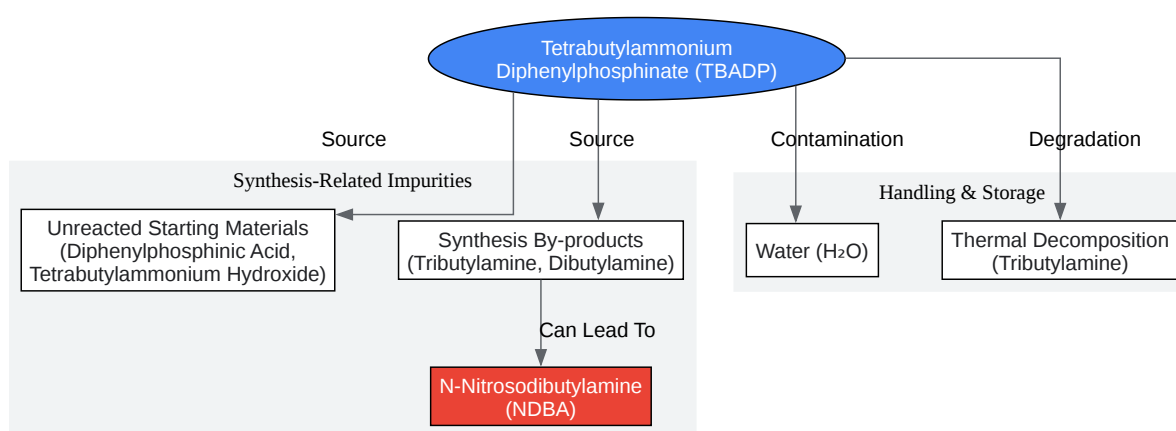 Tetrabutylammonium
Diphenylphosphinate (TBADP)
Source
Source
Contamination
Degradation
Synthesis-Related Impurities
Handling & Storage
Unreacted Starting Materials
(Diphenylphosphinic Acid,
Tetrabutylammonium Hydroxide)
Synthesis By-products
(Tributylamine, Dibutylamine)
Water (H₂O)
Thermal Decomposition
(Tributylamine)
Can Lead To
N-Nitrosodibutylamine
(NDBA)